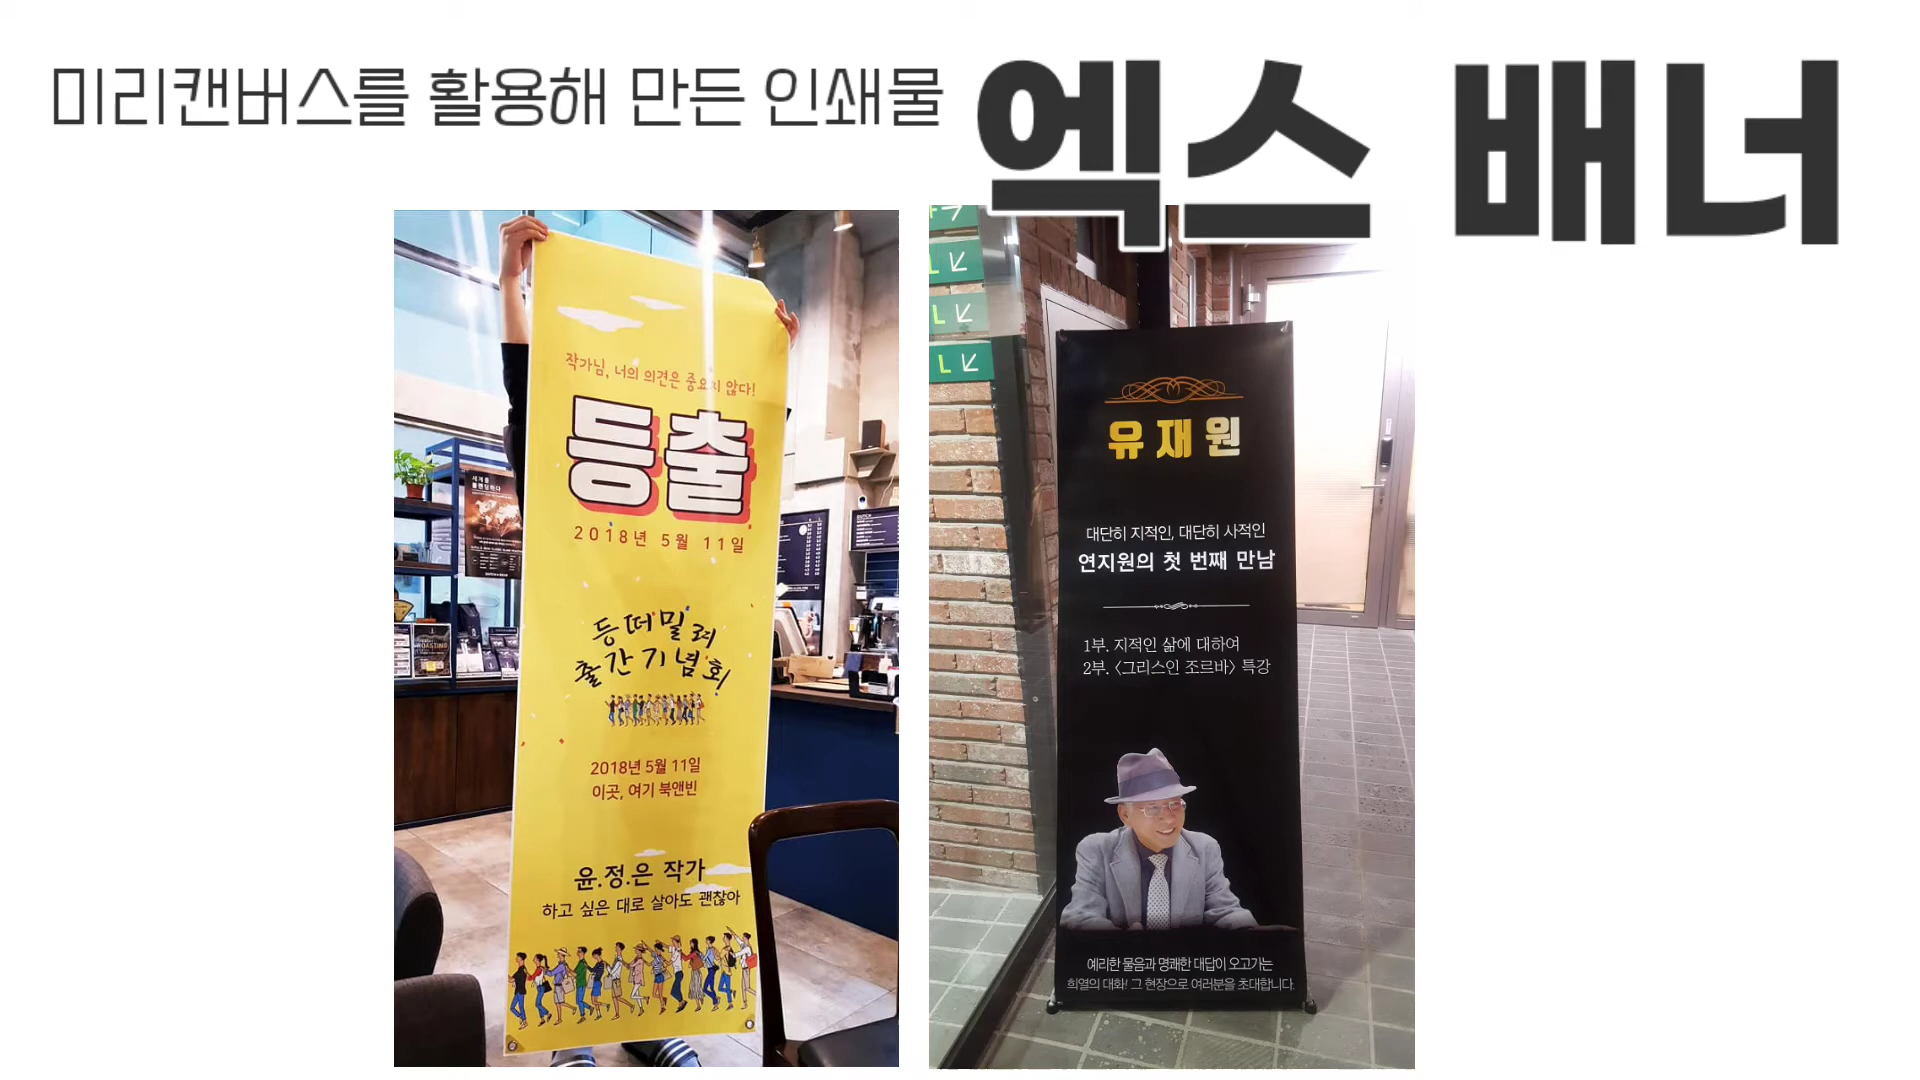 미리캔버스를 활용해 만든 인쇄물 엑스 배너
작가님, 너의 의견은 중요치 않다!
등출
2018년 5월 11일
등 떠밀려
출간기념회!
2018년 5월 11일
이곳, 여기 북앤빈
윤.정.은 작가
하고 싶은 대로 살아도 괜찮아
세계를
블렌딩하다
L
L
L
유재원
대단히 지적인, 대단히 사적인
연지원의 첫 번째 만남
1부. 지적인 삶에 대하여
2부. <그리스인 조르바> 특강
예리한 물음과 명쾌한 대답이 오고가는
희열의 대화! 그 현장으로 여러분을 초대합니다.